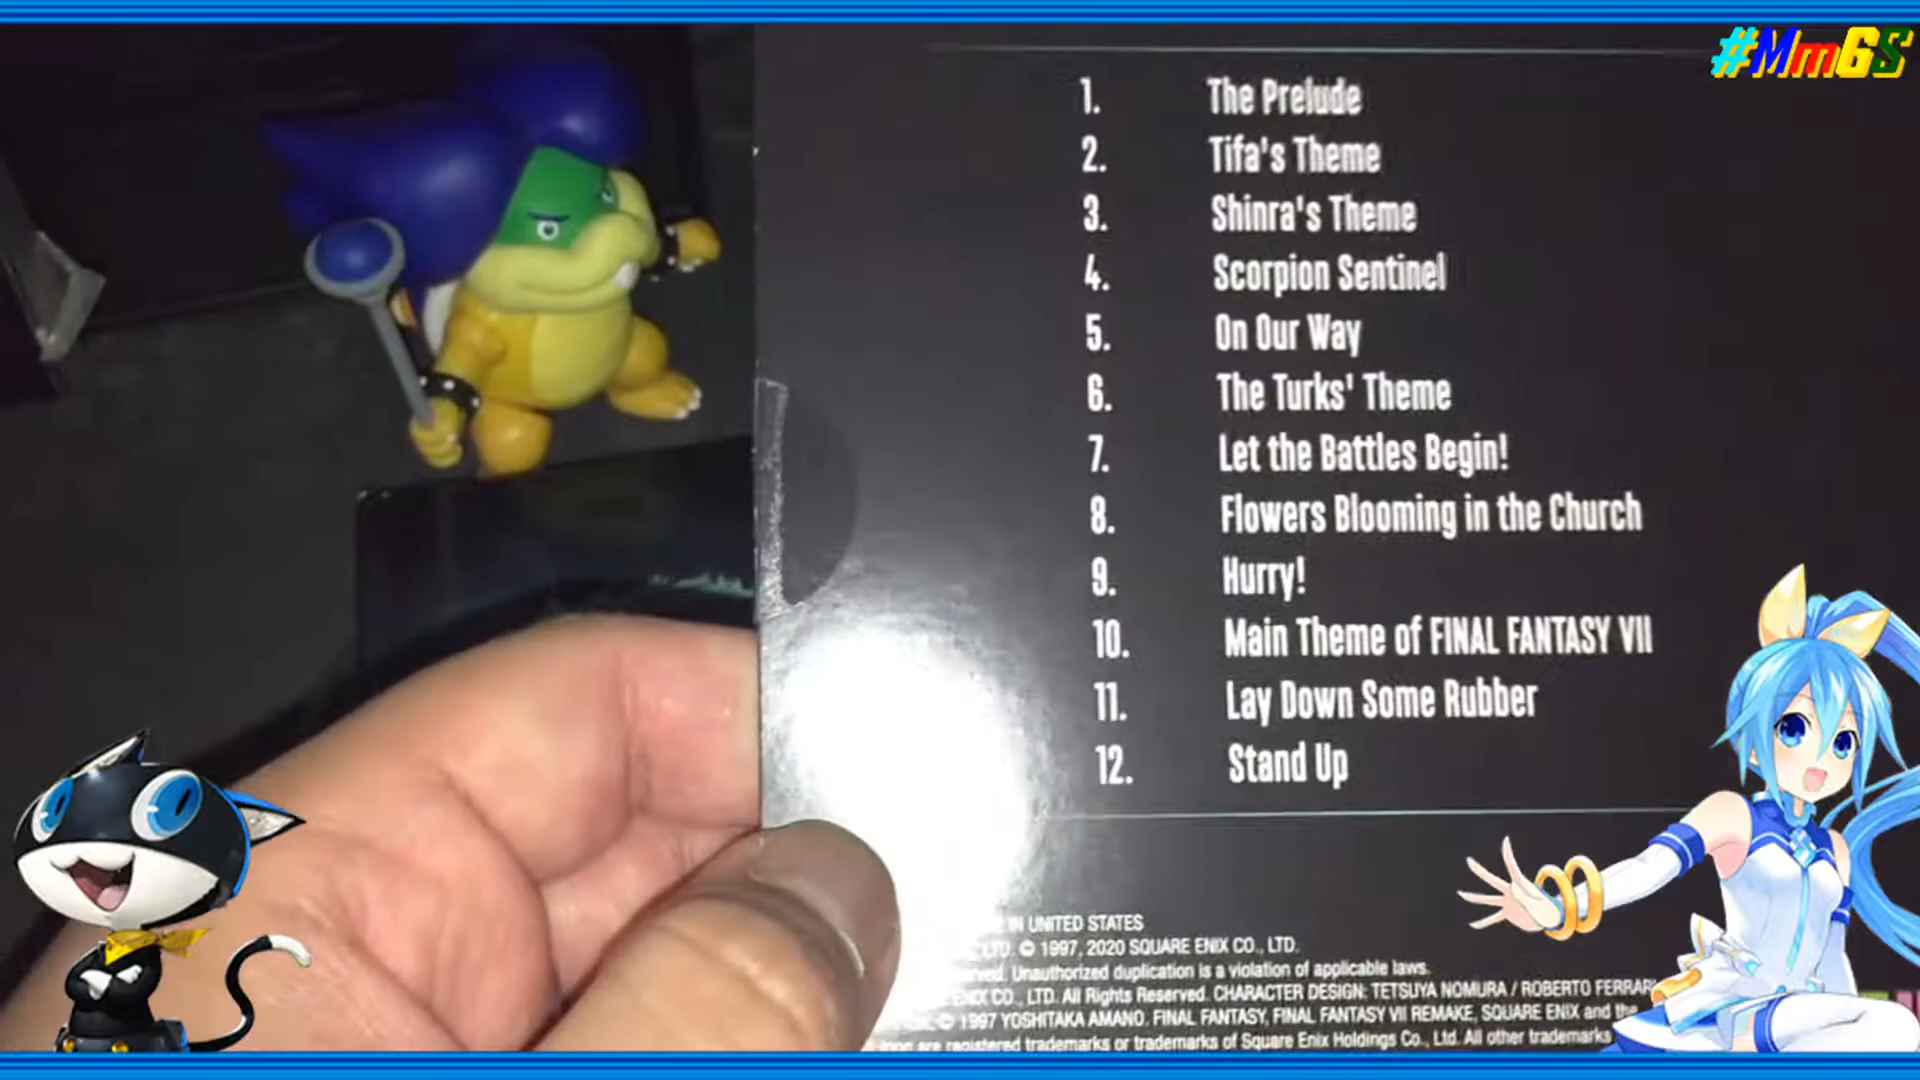 #MmGS
1. The Prelude
2. Tifa's Theme
3. Shinra's Theme
4. Scorpion Sentinel
5. On Our Way
6. The Turks' Theme
7. Let the Battles Begin!
8. Flowers Blooming in the Church
9. Hurry!
10. Main Theme of FINAL FANTASY VII
11. Lay Down Some Rubber
12. Stand Up
IN UNITED STATES
LTD. © 1997, 2020 SQUARE ENIX CO., LTD.
Unauthorized duplication is a violation of applicable laws.
CO., LTD. All Rights Reserved. CHARACTER DESIGN: TETSUYA NOMURA / ROBERTO FERRARI
© 1997 YOSHITAKA AMANO. FINAL FANTASY, FINAL FANTASY VII REMAKE, SQUARE ENIX and the
are registered trademarks or trademarks of Square Enix Holdings Co., Ltd. All other trademarks